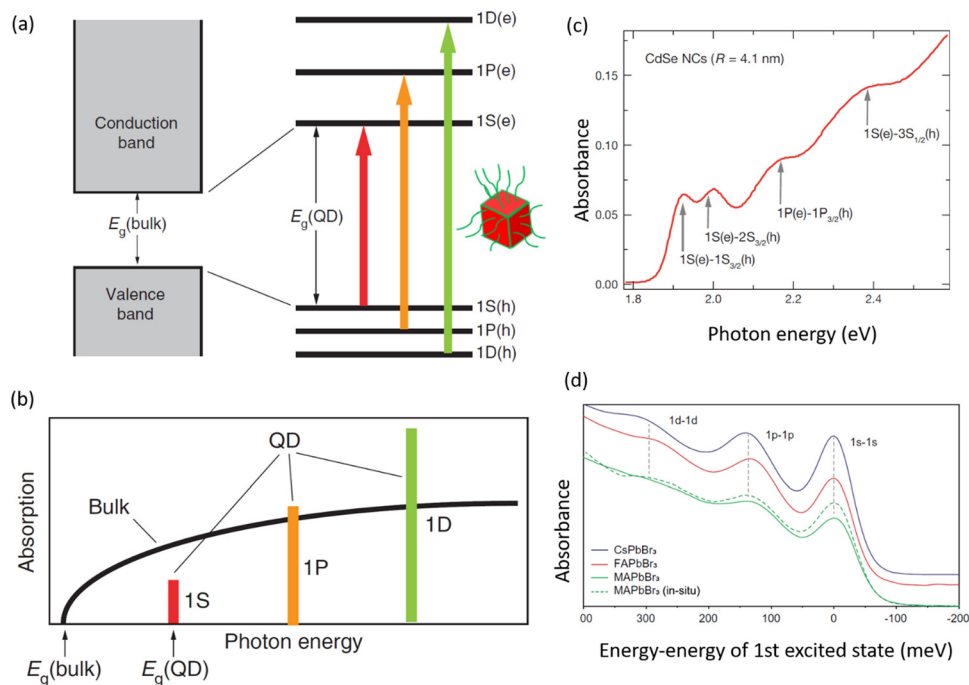 (a)
Conduction
band
E_g(bulk)
Valence
band
1D(e)
1P(e)
1S(e)
E_g(QD)
1S(h)
1P(h)
1D(h)
(b)
Absorption
Bulk
QD
1S
1P
1D
Photon energy
E_g(bulk)
E_g(QD)
(c)
CdSe NCs (R = 4.1 nm)
Absorbance
0.15
0.10
0.05
0.00
1S(e)-3S₁/₂(h)
1P(e)-1P₃/₂(h)
1S(e)-2S₃/₂(h)
1S(e)-1S₃/₂(h)
1.8
2.0
2.2
2.4
Photon energy (eV)
(d)
Absorbance
1d-1d
1p-1p
1s-1s
CsPbBr₃
FAPbBr₃
MAPbBr₃
MAPbBr₃ (in-situ)
00
300
200
100
0
-100
-200
Energy-energy of 1st excited state (meV)